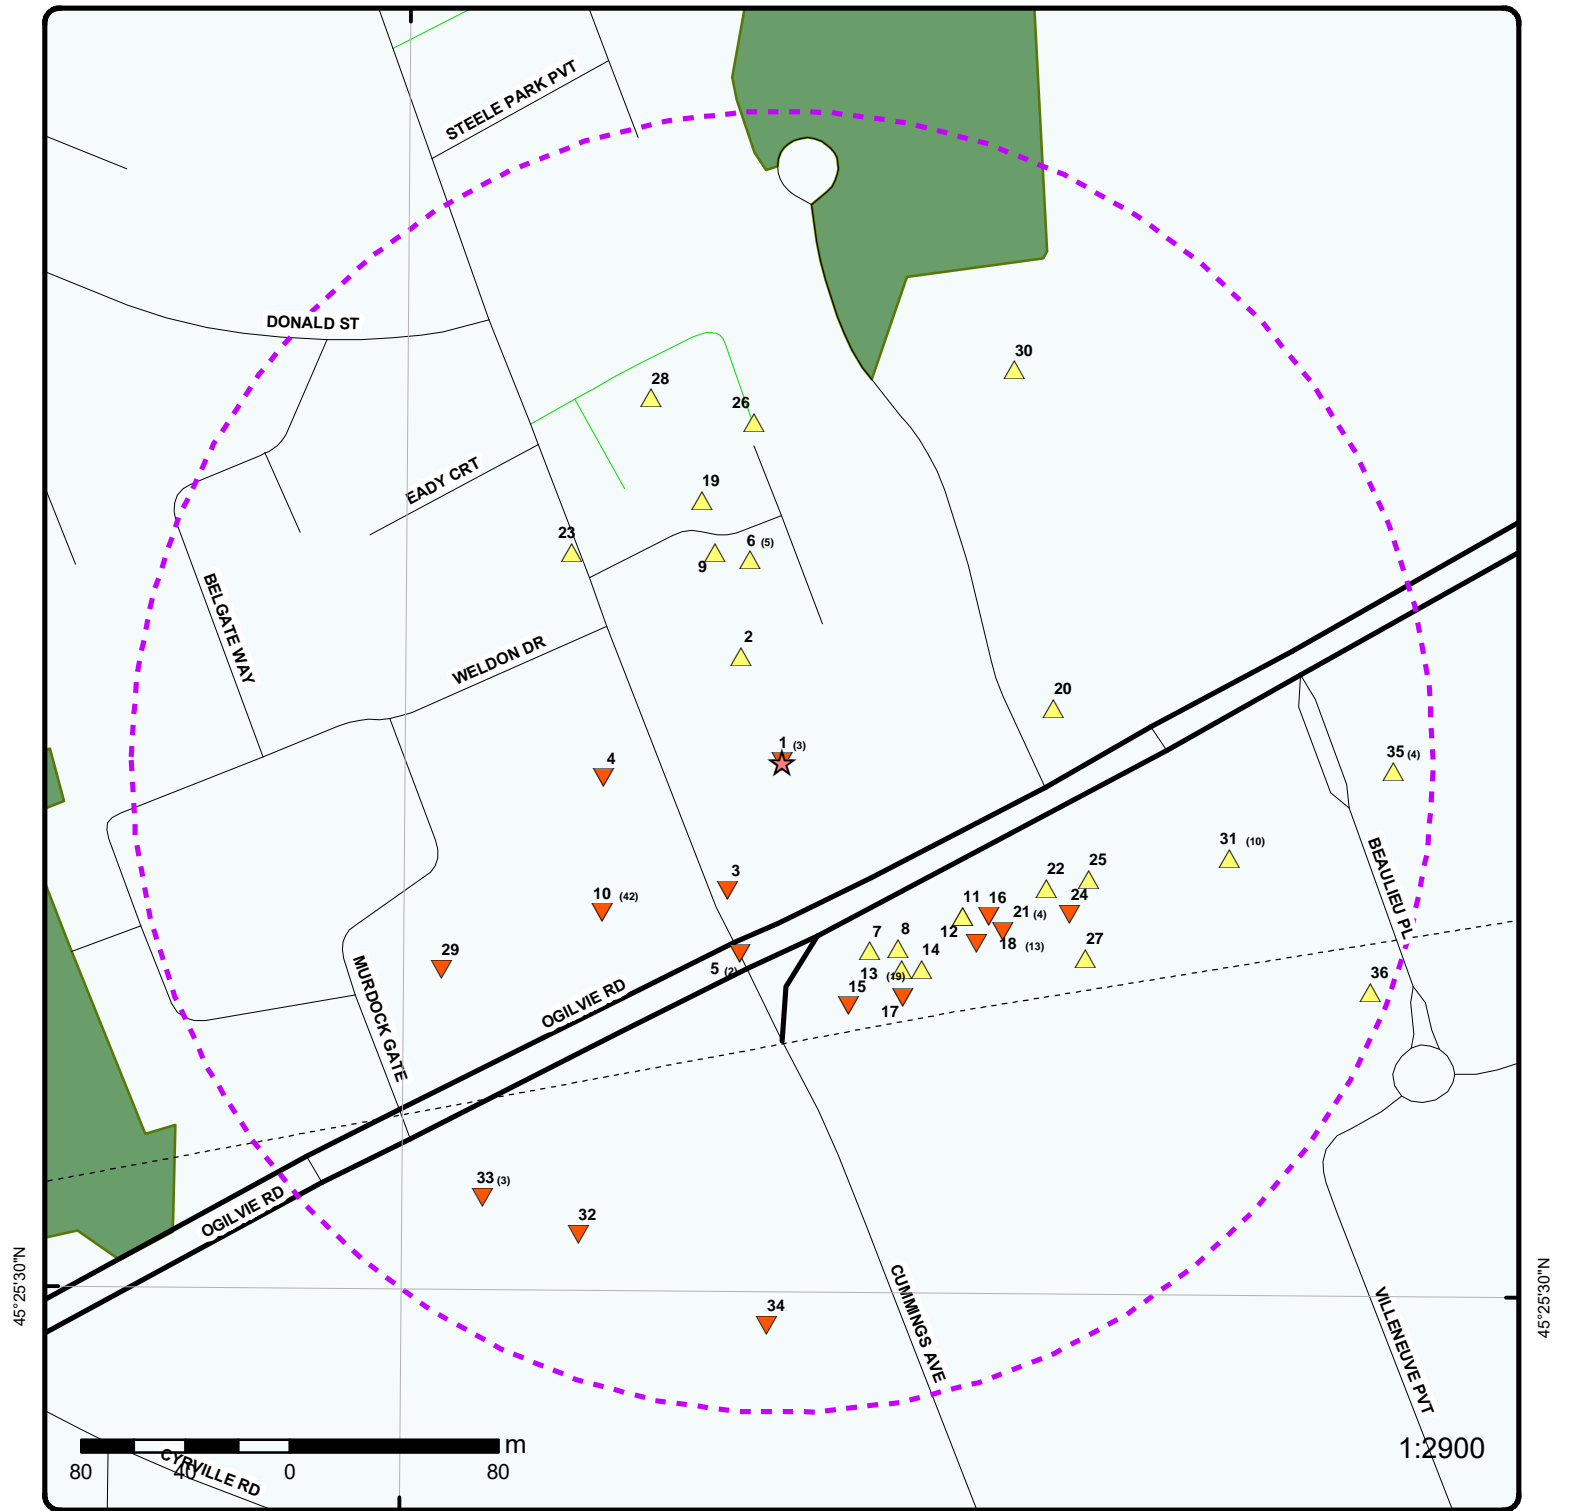 STEELE PARK PVT
DONALD ST
30
28
26
EADY CRT
19
23
6 (5)
9
BELGATE WAY
WELDON DR
2
20
1 (3)
4
35 (4)
31 (10)
BEAULIEU PL
3
22
25
10 (42)
11
16
24
21 (4)
12
18 (13)
7
8
14
27
29
5 (2)
13 (19)
15
17
36
OGILVIE RD
MURDOCK GATE
33 (3)
32
OGILVIE RD
45°25'30"N
45°25'30"N
CUMMINGS AVE
VILLENEUVE PVT
34
CYRVILLE RD
m
80 40 0 80
1:2900